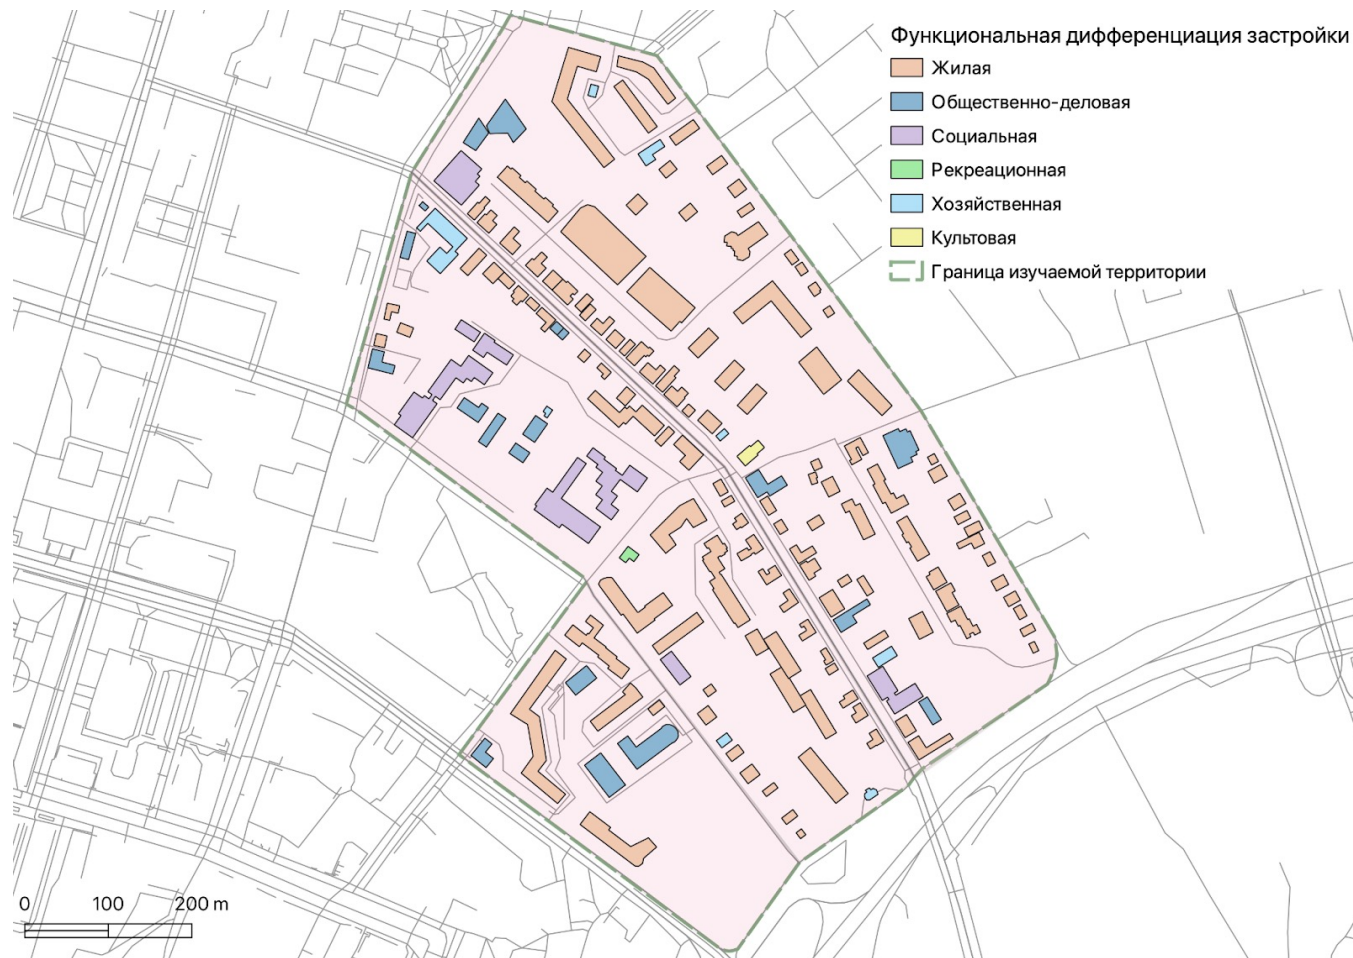 Функциональная дифференциация застройки
Жилая
Общественно-деловая
Социальная
Рекреационная
Хозяйственная
Культовая
Граница изучаемой территории
0 100 200 m